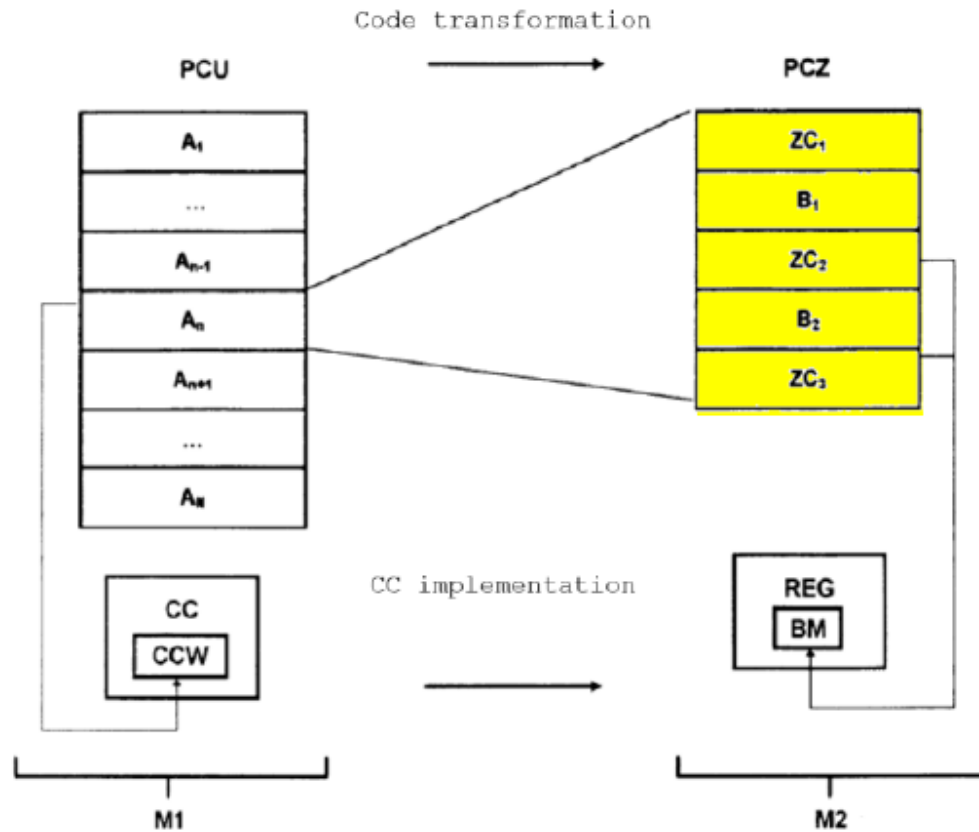 Code transformation
PCU
PCZ
A₁
...
Aₙ₋₁
Aₙ
Aₙ₊₁
...
A_N
ZC₁
B₁
ZC₂
B₂
ZC₃
CC
CCW
CC implementation
REG
BM
M1
M2